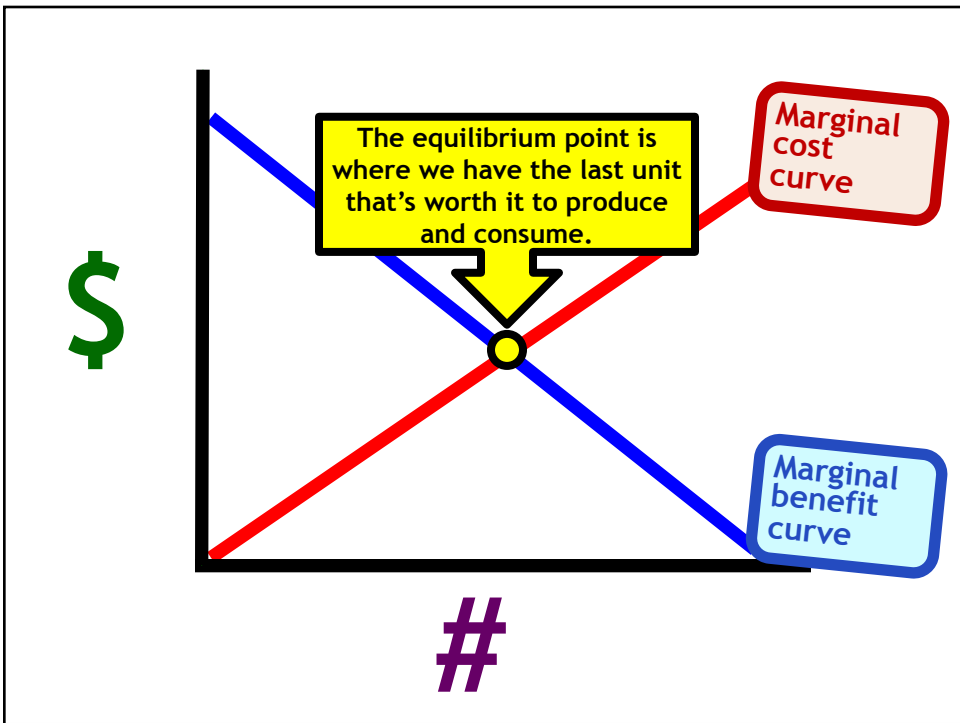 The equilibrium point is
where we have the last unit
that’s worth it to produce
and consume.
Marginal
cost
curve
$
Marginal
benefit
curve
#